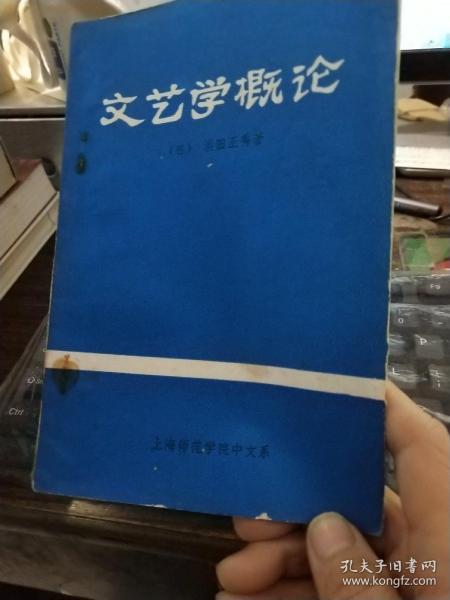 文艺学概论
（日） 浜田正秀著
上海师范学院中文系
Ctrl
孔夫子旧书网
www.kongfz.com